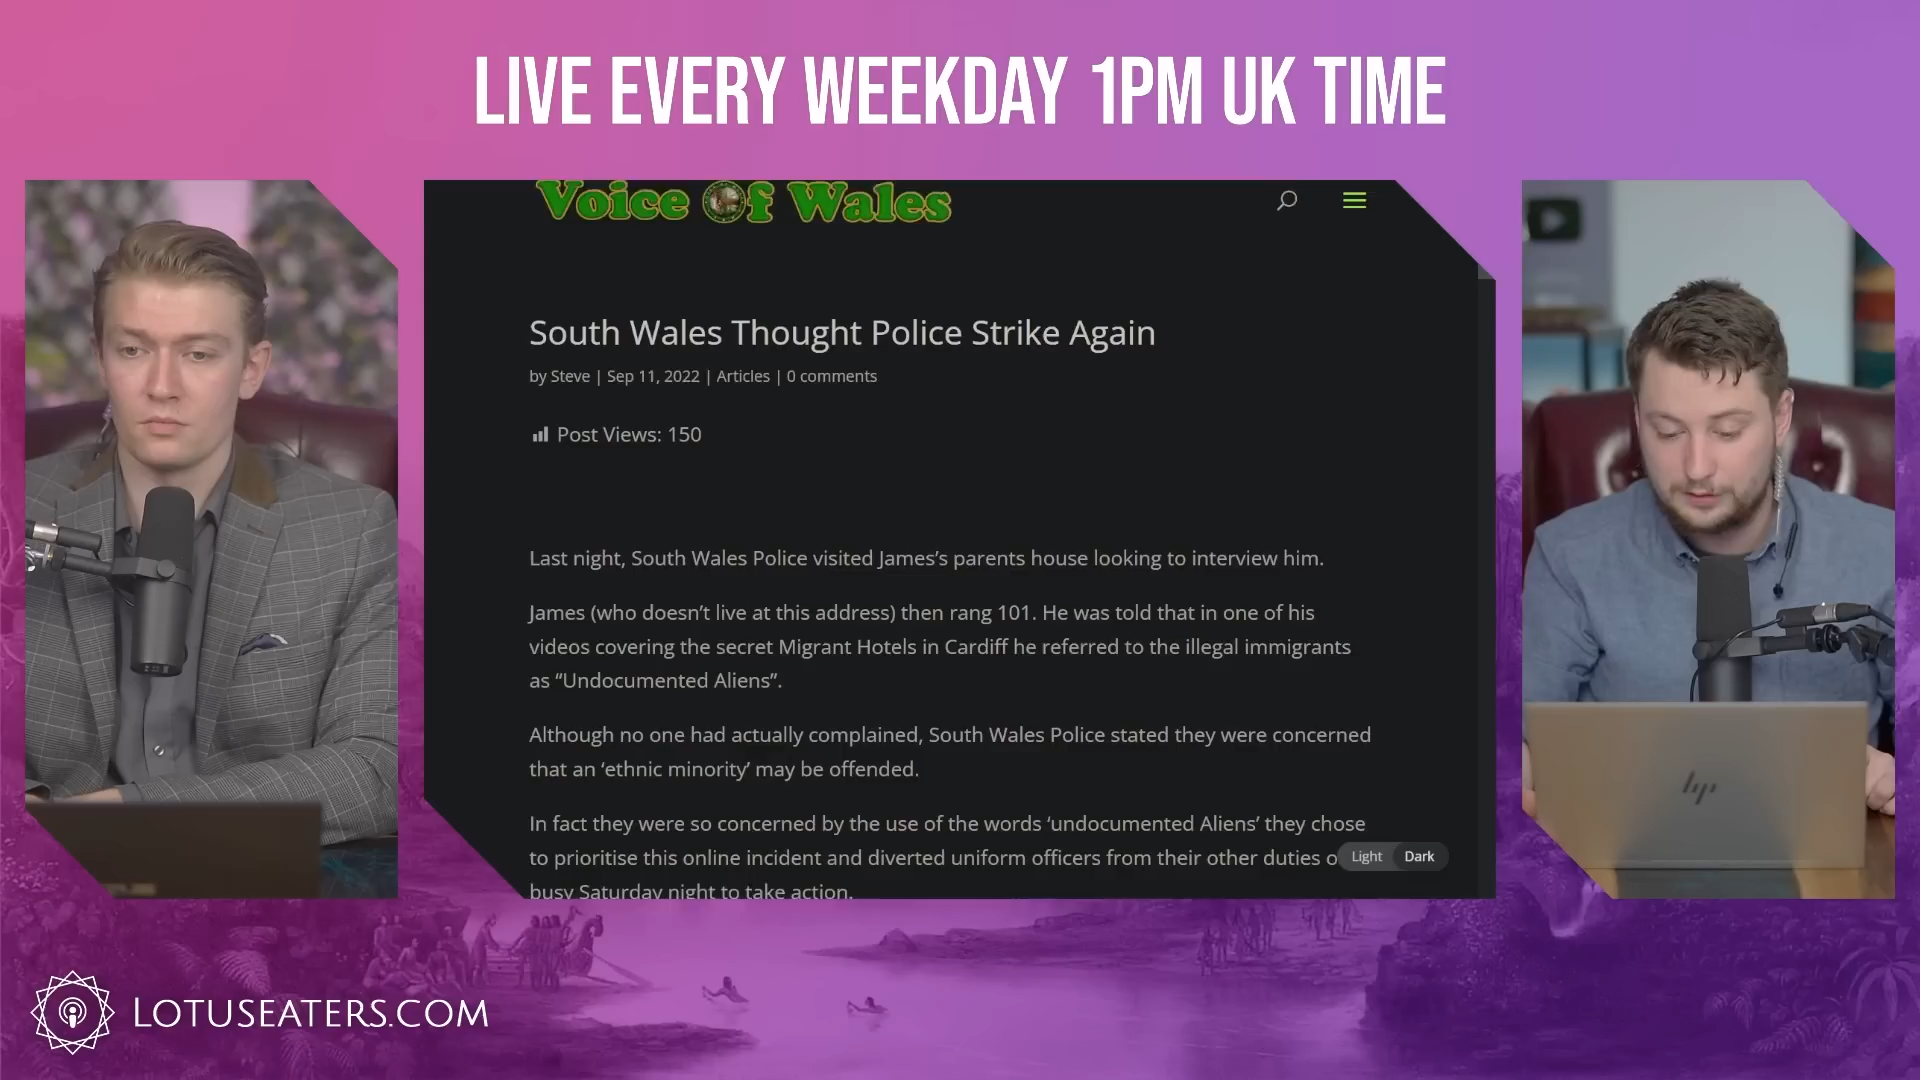 LIVE EVERY WEEKDAY 1PM UK TIME
Voice Of Wales
South Wales Thought Police Strike Again
by Steve | Sep 11, 2022 | Articles | 0 comments
Post Views: 150
Last night, South Wales Police visited James’s parents house looking to interview him.
James (who doesn’t live at this address) then rang 101. He was told that in one of his
videos covering the secret Migrant Hotels in Cardiff he referred to the illegal immigrants
as “Undocumented Aliens”.
Although no one had actually complained, South Wales Police stated they were concerned
that an ‘ethnic minority’ may be offended.
In fact they were so concerned by the use of the words ‘undocumented Aliens’ they chose
to prioritise this online incident and diverted uniform officers from their other duties
busy Saturday night to take action.
Light Dark
hp
LOTUSEATERS.COM